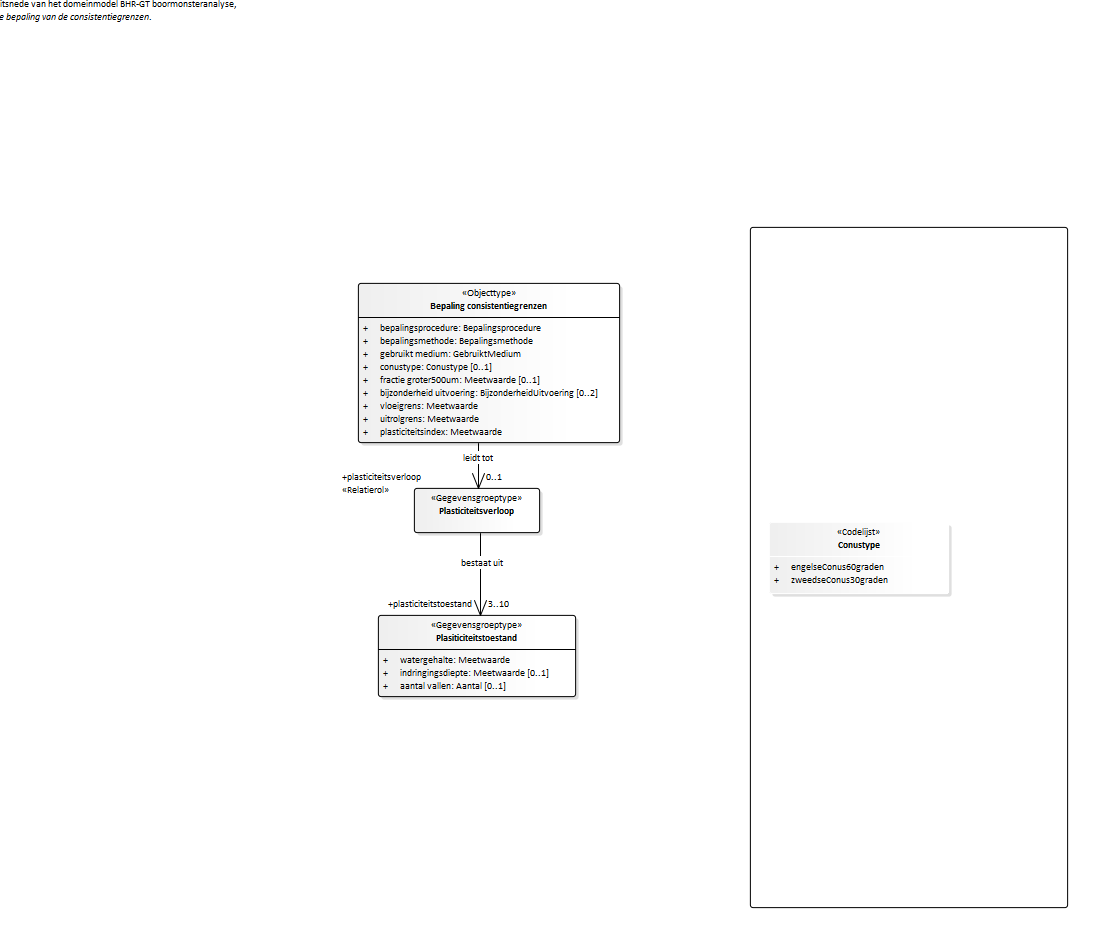 itsnede van het domeinmodel BHR-GT boormonsteranalyse,
e bepaling van de consistentiegrenzen.
«Objecttype»
Bepaling consistentiegrenzen
+ bepalingsprocedure: Bepalingsprocedure
+ bepalingsmethode: Bepalingsmethode
+ gebruikt medium: GebruiktMedium
+ conustype: Conustype [0..1]
+ fractie groter500um: Meetwaarde [0..1]
+ bijzonderheid uitvoering: BijzonderheidUitvoering [0..2]
+ vloeigrens: Meetwaarde
+ uitrolgrens: Meetwaarde
+ plasticiteitsindex: Meetwaarde
leidt tot
+plasticiteitsverloop 0..1
«Relatierol»
«Gegevensgroeptype»
Plasticiteitsverloop
bestaat uit
+plasticiteitstoestand 3..10
«Gegevensgroeptype»
Plasiticiteitstoestand
+ watergehalte: Meetwaarde
+ indringingsdiepte: Meetwaarde [0..1]
+ aantal vallen: Aantal [0..1]
«Codelijst»
Conustype
+ engelseConus60graden
+ zweedseConus30graden